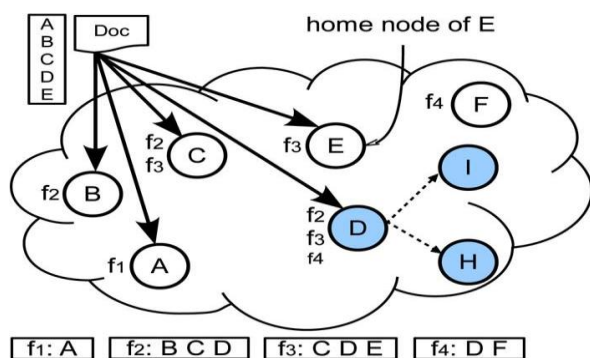 A
B
C
D
E
Doc
home node of E
f4 F
f2 f3 C
f3 E
I
f2 B
f2 f3 f4 D
f1 A
H
f1: A
f2: B C D
f3: C D E
f4: D F